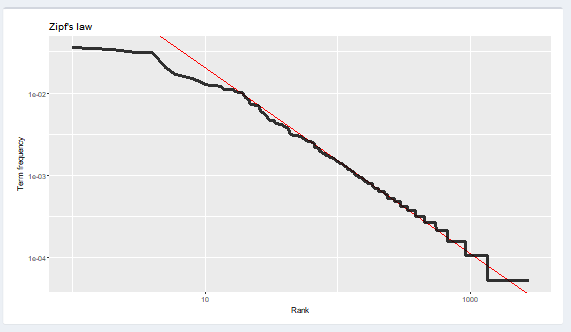 Zipf's law
Term frequency
1e-02
1e-03
1e-04
10
1000
Rank